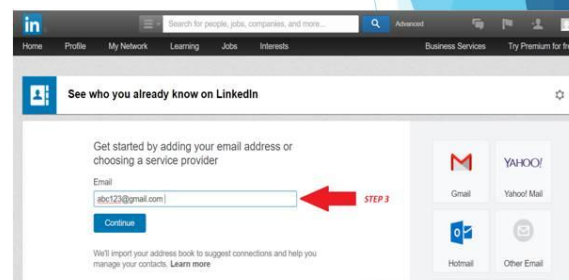 in
Search for people, jobs, companies, and more...
Advanced
Home Profile My Network Learning Jobs Interests Business Services Try Premium for fr
See who you already know on LinkedIn
Get started by adding your email address or
choosing a service provider
Email
abc123@gmail.com
STEP 3
Continue
We'll import your address book to suggest connections and help you
manage your contacts. Learn more
Gmail
YAHOO!
Yahoo! Mail
Hotmail
Other Email